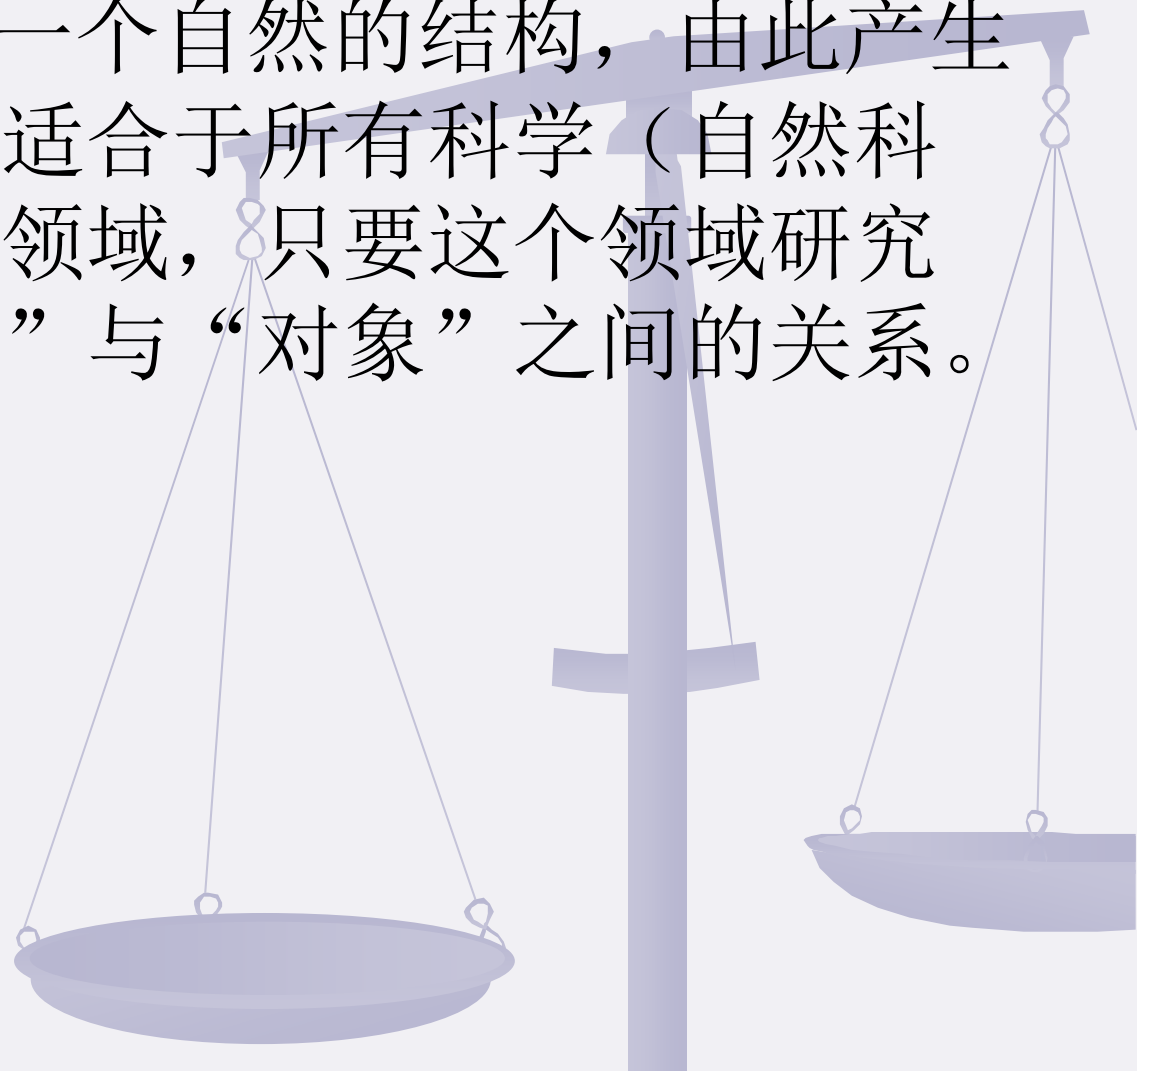 一个自然的结构，由此产生
适合于所有科学（自然科
领域，只要这个领域研究
”与“对象”之间的关系。